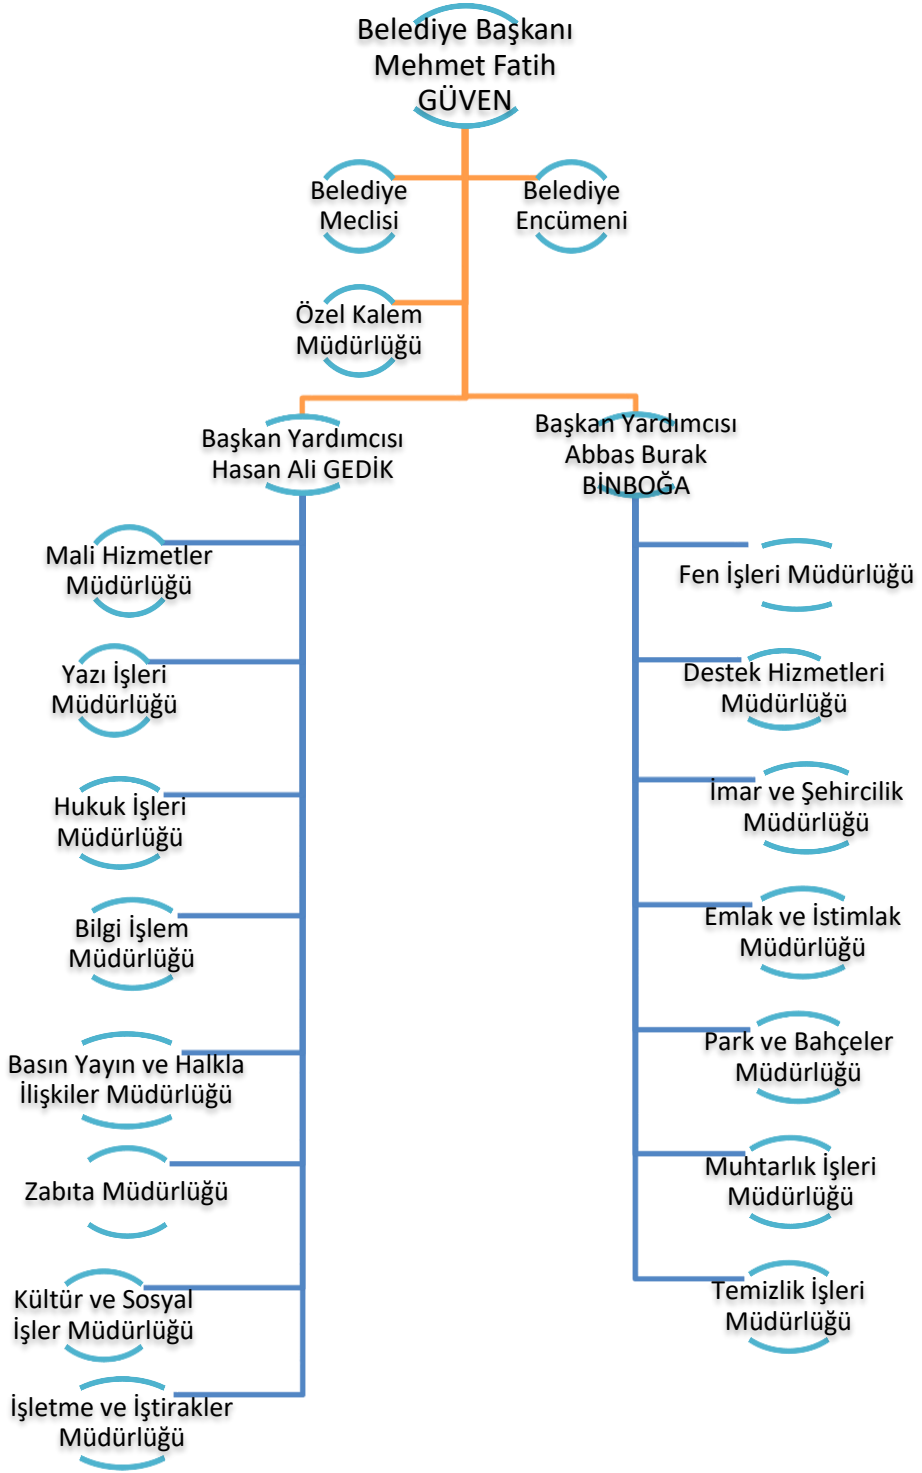 Belediye Başkanı
Mehmet Fatih
GÜVEN
Belediye
Meclisi
Belediye
Encümeni
Özel Kalem
Müdürlüğü
Başkan Yardımcısı
Hasan Ali GEDİK
Mali Hizmetler
Müdürlüğü
Yazı İşleri
Müdürlüğü
Hukuk İşleri
Müdürlüğü
Bilgi İşlem
Müdürlüğü
Basın Yayın ve Halkla
İlişkiler Müdürlüğü
Zabıta Müdürlüğü
Kültür ve Sosyal
İşler Müdürlüğü
İşletme ve İştirakler
Müdürlüğü
Başkan Yardımcısı
Abbas Burak
BİNBOĞA
Fen İşleri Müdürlüğü
Destek Hizmetleri
Müdürlüğü
İmar ve Şehircilik
Müdürlüğü
Emlak ve İstimlak
Müdürlüğü
Park ve Bahçeler
Müdürlüğü
Muhtarlık İşleri
Müdürlüğü
Temizlik İşleri
Müdürlüğü